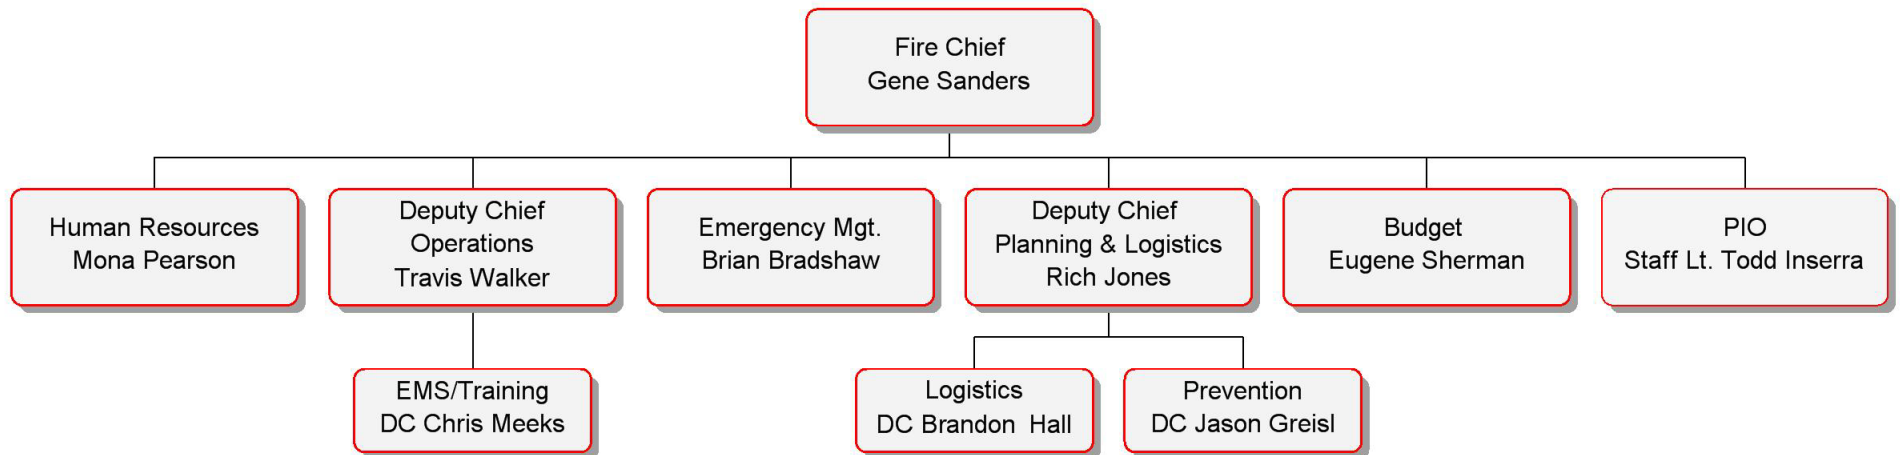 Fire Chief
Gene Sanders
Human Resources
Mona Pearson
Deputy Chief
Operations
Travis Walker
Emergency Mgt.
Brian Bradshaw
Deputy Chief
Planning & Logistics
Rich Jones
Budget
Eugene Sherman
PIO
Staff Lt. Todd Inserra
EMS/Training
DC Chris Meeks
Logistics
DC Brandon  Hall
Prevention
DC Jason Greisl